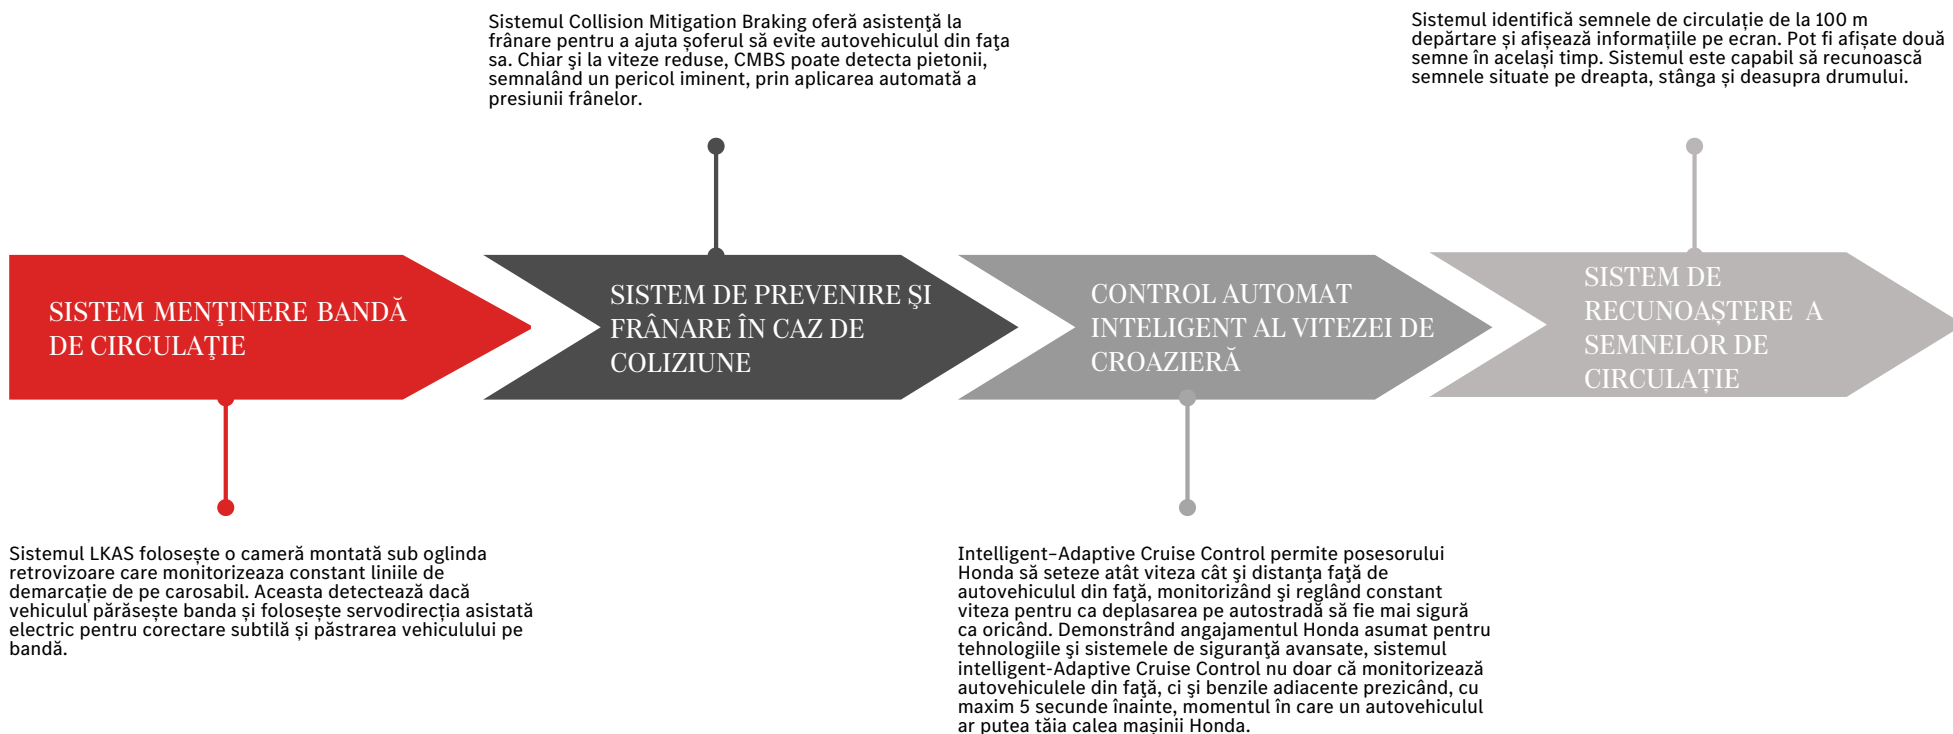 Sistemul Collision Mitigation Braking oferă asistenţă la
frânare pentru a ajuta șoferul să evite autovehiculul din faţa
sa. Chiar şi la viteze reduse, CMBS poate detecta pietonii,
semnalând un pericol iminent, prin aplicarea automată a
presiunii frânelor.
Sistemul identifică semnele de circulație de la 100 m
depărtare și afișează informațiile pe ecran. Pot fi afișate două
semne în același timp. Sistemul este capabil să recunoască
semnele situate pe dreapta, stânga și deasupra drumului.
SISTEM MENŢINERE BANDĂ
DE CIRCULAŢIE
SISTEM DE PREVENIRE ŞI
FRÂNARE ÎN CAZ DE
COLIZIUNE
CONTROL AUTOMAT
INTELIGENT AL VITEZEI DE
CROAZIERĂ
SISTEM DE
RECUNOAȘTERE A
SEMNELOR DE
CIRCULAȚIE
Sistemul LKAS folosește o cameră montată sub oglinda
retrovizoare care monitorizeaza constant liniile de
demarcație de pe carosabil. Aceasta detectează dacă
vehiculul părăsește banda și folosește servodirecția asistată
electric pentru corectare subtilă și păstrarea vehiculului pe
bandă.
Intelligent-Adaptive Cruise Control permite posesorului
Honda să seteze atât viteza cât şi distanţa faţă de
autovehiculul din faţă, monitorizând şi reglând constant
viteza pentru ca deplasarea pe autostradă să fie mai sigură
ca oricând. Demonstrând angajamentul Honda asumat pentru
tehnologiile şi sistemele de siguranţă avansate, sistemul
intelligent-Adaptive Cruise Control nu doar că monitorizează
autovehiculele din faţă, ci şi benzile adiacente prezicând, cu
maxim 5 secunde înainte, momentul în care un autovehiculul
ar putea tăia calea mașinii Honda.